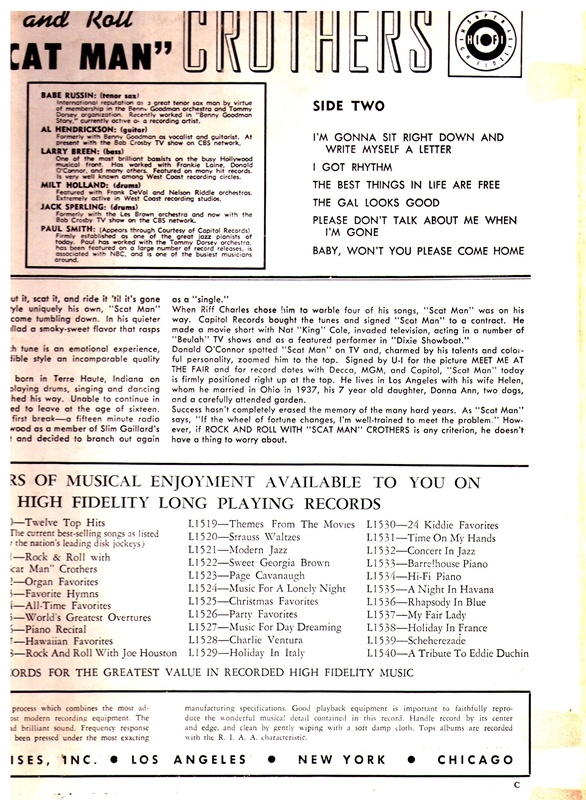 and Roll
CAT MAN" CROTHERS
SUPER
HI-FI
HIGH FIDELITY
BABE RUSSIN: (tenor sax)
International reputation as a great tenor sax man by virtue
of membership in the Benny Goodman orchestra and Tommy
Dorsey organization. Recently worked in "Benny Goodman
Story," currently active as a recording artist.
AL HENDRICKSON: (guitar)
Formerly with Benny Goodman as vocalist and guitarist. At
present with the Bob Crosby TV show on CBS network.
LARRY BREEN: (bass)
One of the most brilliant bassists on the busy Hollywood
musical front. Has worked with Frankie Laine, Donald
O'Connor, and many others. Featured on many hit records.
Is very well known among West Coast recording circles.
MILT HOLLAND: (drums)
Featured with Frank DeVol and Nelson Riddle orchestras.
Extremely active in West Coast recording studios.
JACK SPERLING: (drums)
Formerly with the Les Brown orchestra and now with the
Bob Crosby TV show on the CBS network.
PAUL SMITH: (Appears through Courtesy of Capitol Records)
Firmly established as one of the great jazz pianists of
today. Paul has worked with the Tommy Dorsey orchestra,
has been featured on a large number of record releases, is
associated with NBC, and is one of the busiest musicians
around.
SIDE TWO
I'M GONNA SIT RIGHT DOWN AND
WRITE MYSELF A LETTER
I GOT RHYTHM
THE BEST THINGS IN LIFE ARE FREE
THE GAL LOOKS GOOD
PLEASE DON'T TALK ABOUT ME WHEN
I'M GONE
BABY, WON'T YOU PLEASE COME HOME
ut it, scat it, and ride it 'til it's gone
yle uniquely his own, "Scat Man"
come tumbling down. In his quieter
llad a smoky-sweet flavor that rasps
h tune is an emotional experience,
dible style an incomparable quality
born in Terre Haute, Indiana on
playing drums, singing and dancing
hed his way. Unable to continue in
ed to leave at the age of sixteen.
first break—a fifteen minute radio
wood as a member of Slim Gaillard's
t and decided to branch out again
as a "single."
When Riff Charles chose him to warble four of his songs, "Scat Man" was on his
way. Capitol Records bought the tunes and signed "Scat Man" to a contract. He
made a movie short with Nat "King" Cole, invaded television, acting in a number of
"Beulah" TV shows and as a featured performer in "Dixie Showboat."
Donald O'Connor spotted "Scat Man" on TV and, charmed by his talents and color-
ful personality, zoomed him to the top. Signed by U-I for the picture MEET ME AT
THE FAIR and for record dates with Decca, MGM, and Capitol, "Scat Man" today
is firmly positioned right up at the top. He lives in Los Angeles with his wife Helen,
whom he married in Ohio in 1937, his 7 year old daughter, Donna Ann, two dogs,
and a carefully attended garden.
Success hasn't completely erased the memory of the many hard years. As "Scat Man"
says, "If the wheel of fortune changes, I'm well-trained to meet the problem." How-
ever, if ROCK AND ROLL WITH "SCAT MAN" CROTHERS is any criterion, he doesn't
have a thing to worry about.
RS OF MUSICAL ENJOYMENT AVAILABLE TO YOU ON
HIGH FIDELITY LONG PLAYING RECORDS
—Twelve Top Hits
The current best-selling songs as listed
the nation's leading disk jockeys)
—Rock & Roll with
cat Man" Crothers
—Organ Favorites
—Favorite Hymns
—All-Time Favorites
—World's Greatest Overtures
—Piano Recital
—Hawaiian Favorites
—Rock And Roll With Joe Houston
L1519—Themes From The Movies
L1520—Strauss Waltzes
L1521—Modern Jazz
L1522—Sweet Georgia Brown
L1523—Page Cavanaugh
L1524—Music For A Lonely Night
L1525—Christmas Favorites
L1526—Party Favorites
L1527—Music For Day Dreaming
L1528—Charlie Ventura
L1529—Holiday In Italy
L1530—24 Kiddie Favorites
L1531—Time On My Hands
L1532—Concert In Jazz
L1533—Barrelhouse Piano
L1534—Hi-Fi Piano
L1535—A Night In Havana
L1536—Rhapsody In Blue
L1537—My Fair Lady
L1538—Holiday In France
L1539—Scheherezade
L1540—A Tribute To Eddie Duchin
CORDS FOR THE GREATEST VALUE IN RECORDED HIGH FIDELITY MUSIC
process which combines the most ad-
ost modern recording equipment. The
d brilliant sound. Frequency response
been pressed under the most exacting
manufacturing specifications. Good playback equipment is important to faithfully repro-
duce the wonderful musical detail contained in this record. Handle record by its center
and edge, and clean by gently wiping with a soft damp cloth. Tops albums are recorded
with the R. I. A. A. characteristic.
ISES, INC. ● LOS ANGELES ● NEW YORK ● CHICAGO
C